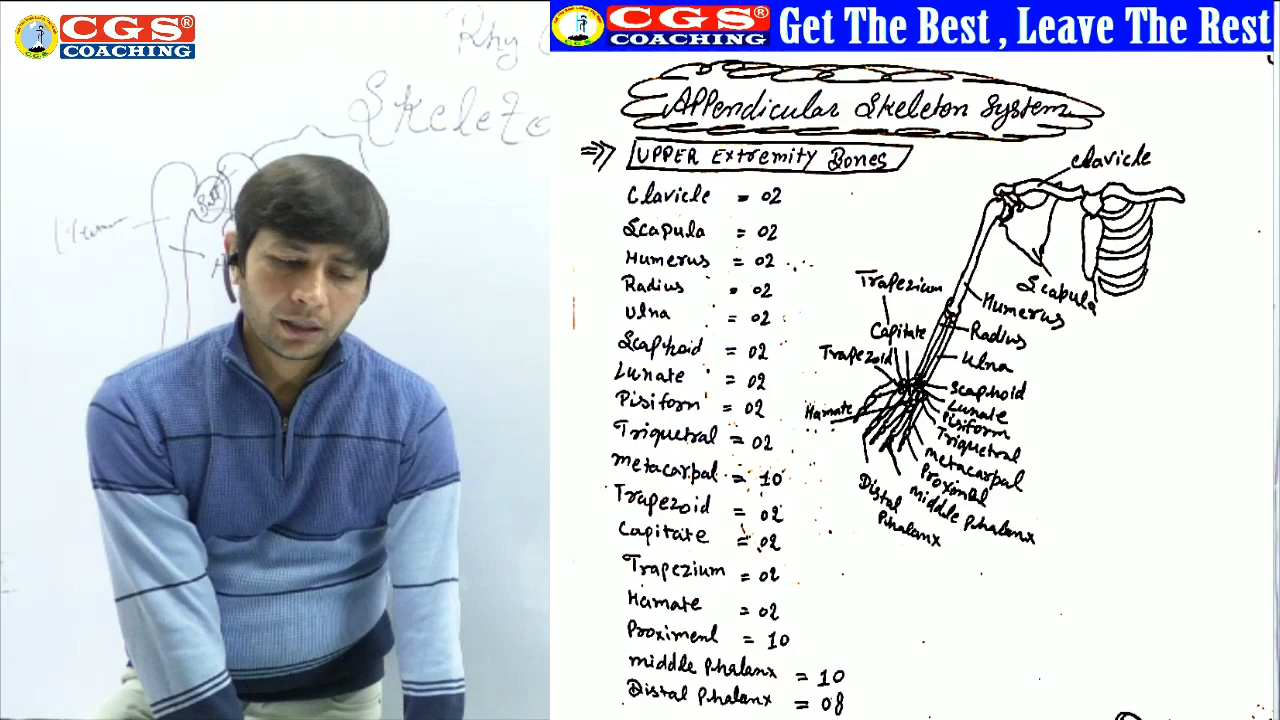 CGS®
COACHING
Skeleto
Ball
CGS®
COACHING
Get The Best , Leave The Rest
Appendicular Skeleton System
UPPER Extremity Bones
Clavicle = 02
Scapula = 02
Humerus = 02
Radius = 02
Ulna = 02
Scaphoid = 02
Lunate = 02
Pisiform = 02
Triquetral = 02
metacarpal = 10
Trapezoid = 02
Capitate = 02
Trapezium = 02
Hamate = 02
Proximenl = 10
middle Phalanx = 10
Distal Phalanx = 08
Clavicle
Scapula
Humerus
Trapezium
Capitate
Radius
Trapezoid
Ulna
Scaphoid
Hamate
Lunate
Pisiform
Triquetral
metacarpal
Proximal
middle Phalanx
Distal
Phalanx